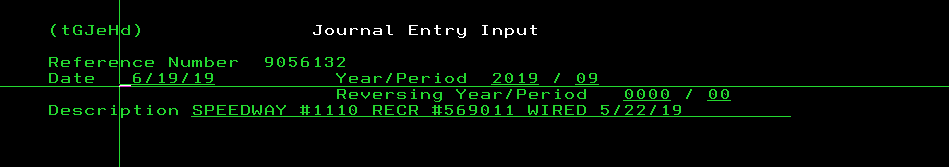 (tGJeHd) Journal Entry Input
Reference Number 9056132
Date 6/19/19 Year/Period 2019 / 09
Reversing Year/Period 0000 / 00
Description SPEEDWAY #1110 RECR #569011 WIRED 5/22/19